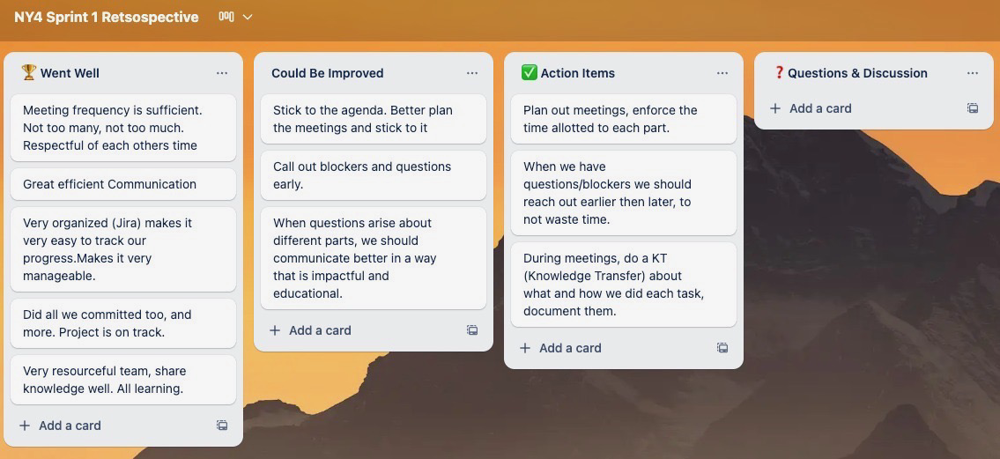 NY4 Sprint 1 Retsospective
Went Well
Meeting frequency is sufficient.
Not too many, not too much.
Respectful of each others time
Great efficient Communication
Very organized (Jira) makes it
very easy to track our
progress.Makes it very
manageable.
Did all we committed too, and
more. Project is on track.
Very resourceful team, share
knowledge well. All learning.
+ Add a card
Could Be Improved
Stick to the agenda. Better plan
the meetings and stick to it
Call out blockers and questions
early.
When questions arise about
different parts, we should
communicate better in a way
that is impactful and
educational.
+ Add a card
Action Items
Plan out meetings, enforce the
time allotted to each part.
When we have
questions/blockers we should
reach out earlier then later, to
not waste time.
During meetings, do a KT
(Knowledge Transfer) about
what and how we did each task,
document them.
+ Add a card
❓ Questions & Discussion
+ Add a card